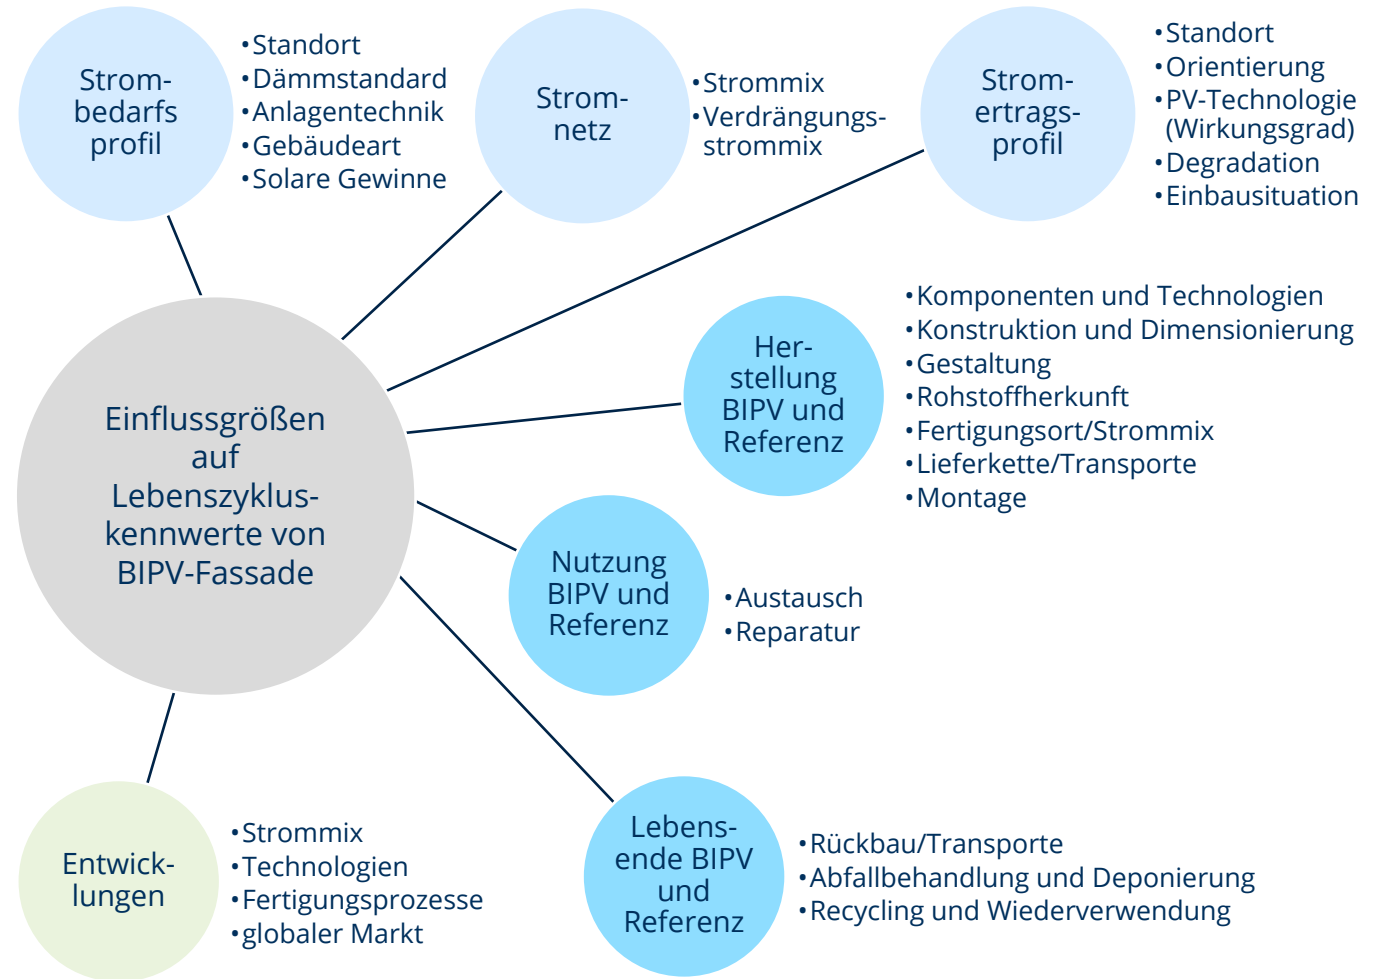 Strom-
bedarfs
profil
•Standort
•Dämmstandard
•Anlagentechnik
•Gebäudeart
•Solare Gewinne
Strom-
netz
•Strommix
•Verdrängungs-
strommix
Strom-
ertrags-
profil
•Standort
•Orientierung
•PV-Technologie
(Wirkungsgrad)
•Degradation
•Einbausituation
Einflussgrößen
auf
Lebenszyklus-
kennwerte von
BIPV-Fassade
Her-
stellung
BIPV und
Referenz
•Komponenten und Technologien
•Konstruktion und Dimensionierung
•Gestaltung
•Rohstoffherkunft
•Fertigungsort/Strommix
•Lieferkette/Transporte
•Montage
Nutzung
BIPV und
Referenz
•Austausch
•Reparatur
Entwick-
lungen
•Strommix
•Technologien
•Fertigungsprozesse
•globaler Markt
Lebens-
ende BIPV
und
Referenz
•Rückbau/Transporte
•Abfallbehandlung und Deponierung
•Recycling und Wiederverwendung